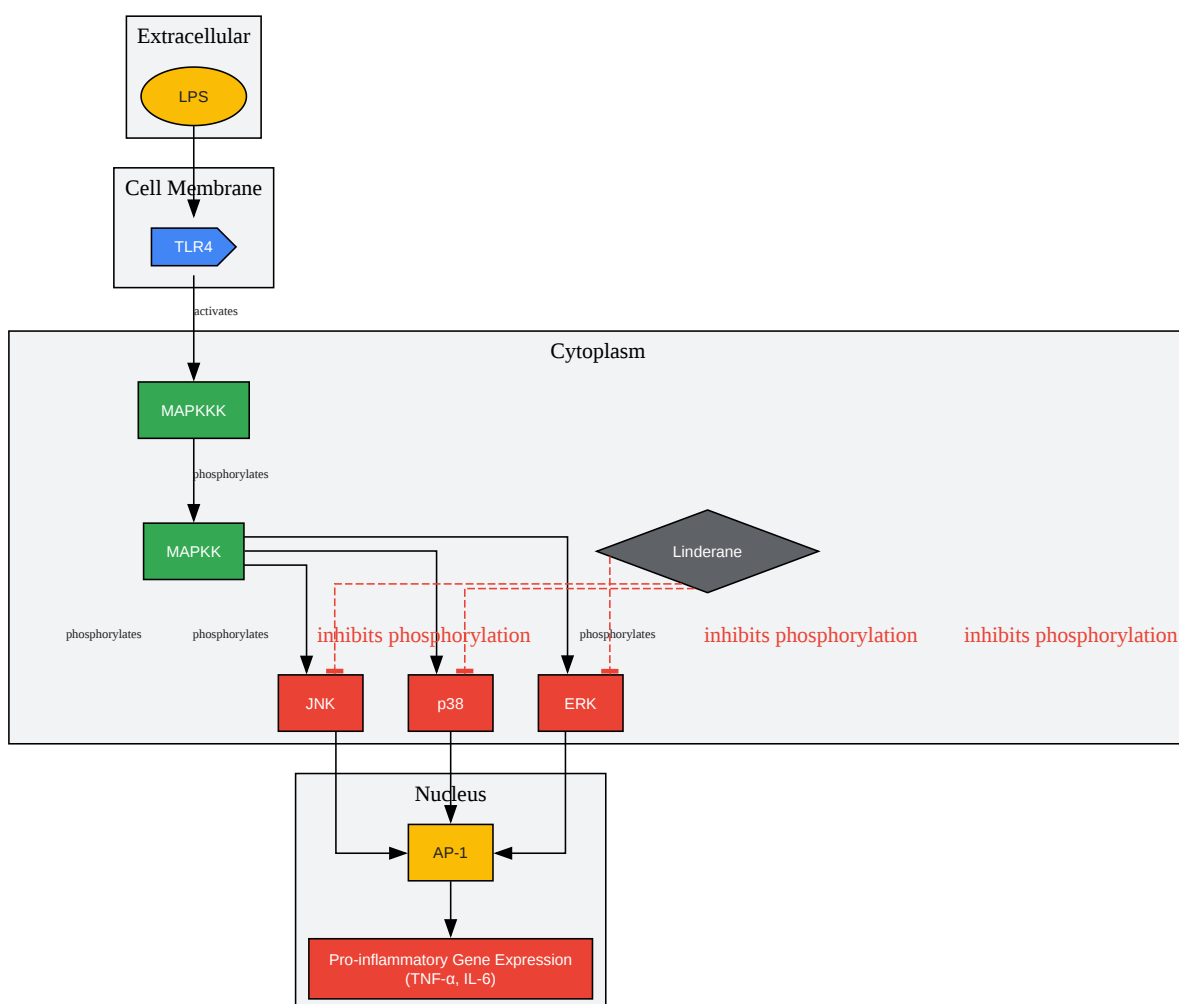 Extracellular
LPS
Cell Membrane
TLR4
activates
Cytoplasm
MAPKKK
phosphorylates
MAPKK
Linderane
phosphorylates
phosphorylates
inhibits phosphorylation
phosphorylates
inhibits phosphorylation
inhibits phosphorylation
JNK
p38
ERK
Nucleus
AP-1
Pro-inflammatory Gene Expression
(TNF-α, IL-6)